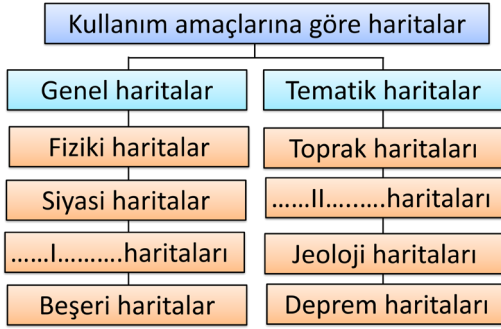 Kullanım amaçlarına göre haritalar
Genel haritalar
Fiziki haritalar
Siyasi haritalar
......I..........haritaları
Beşeri haritalar
Tematik haritalar
Toprak haritaları
......II.........haritaları
Jeoloji haritaları
Deprem haritaları